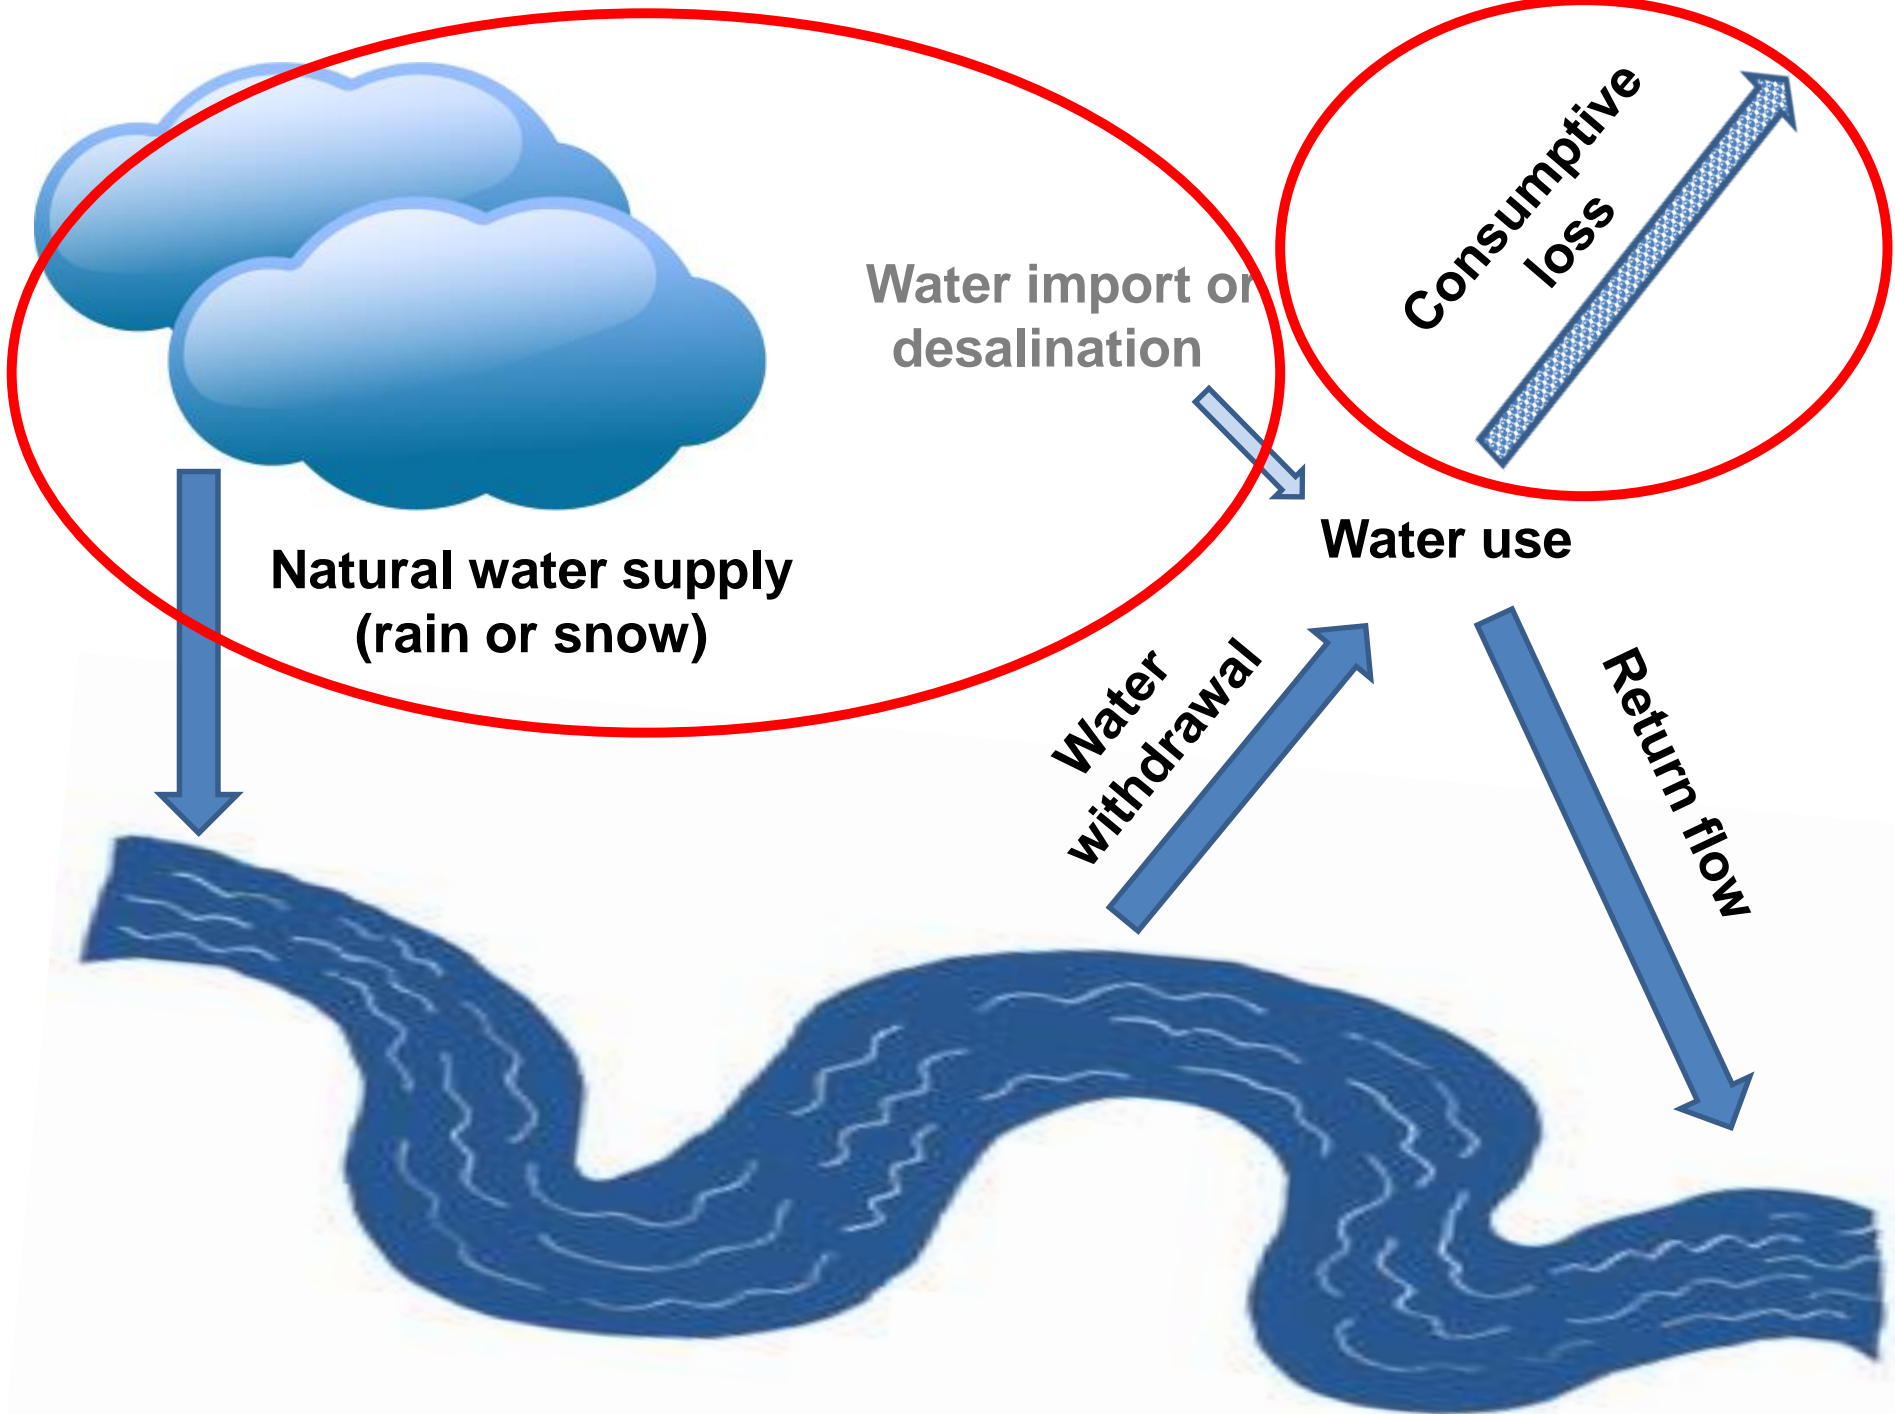 Consumptive
loss
Water import or
desalination
Water use
Natural water supply
(rain or snow)
Water
withdrawal
Return flow